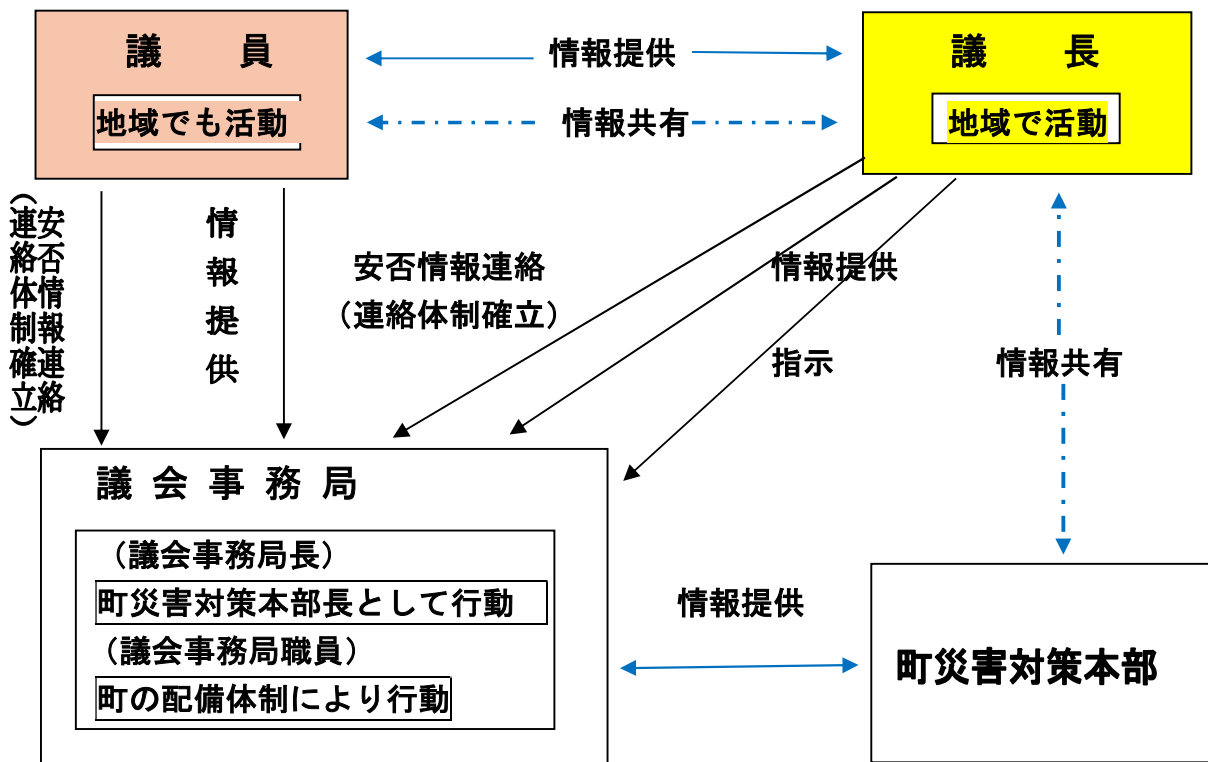 議　　員
地域でも活動
情報提供
情報共有
議　　長
地域で活動
安否情報連絡
（連絡体制確立）
情報提供
安否情報連絡
（連絡体制確立）
情報提供
指示
情報共有
議 会 事 務 局
（議会事務局長）
町災害対策本部長として行動
（議会事務局職員）
町の配備体制により行動
情報提供
町災害対策本部